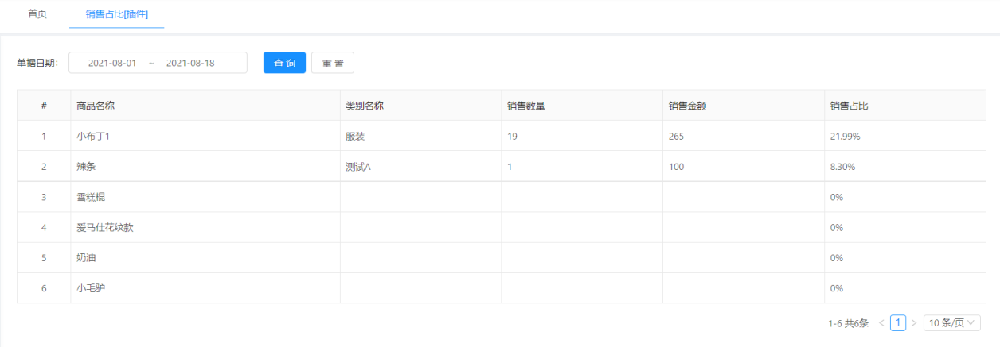 首页 销售占比[插件]
单据日期: 2021-08-01 ~ 2021-08-18 查 询 重 置
# 商品名称 类别名称 销售数量 销售金额 销售占比
1 小布丁1 服装 19 265 21.99%
2 辣条 测试A 1 100 8.30%
3 雪糕棍 0%
4 爱马仕花纹款 0%
5 奶油 0%
6 小毛驴 0%
1-6 共6条 < 1 > 10 条/页